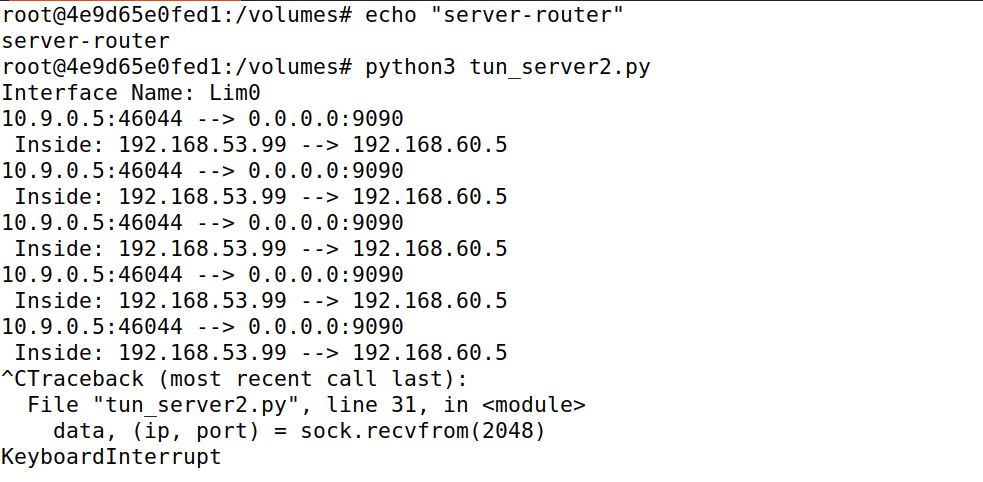 root@4e9d65e0fed1:/volumes# echo "server-router"
server-router
root@4e9d65e0fed1:/volumes# python3 tun_server2.py
Interface Name: Lim0
10.9.0.5:46044 --> 0.0.0.0:9090
 Inside: 192.168.53.99 --> 192.168.60.5
10.9.0.5:46044 --> 0.0.0.0:9090
 Inside: 192.168.53.99 --> 192.168.60.5
10.9.0.5:46044 --> 0.0.0.0:9090
 Inside: 192.168.53.99 --> 192.168.60.5
10.9.0.5:46044 --> 0.0.0.0:9090
 Inside: 192.168.53.99 --> 192.168.60.5
10.9.0.5:46044 --> 0.0.0.0:9090
 Inside: 192.168.53.99 --> 192.168.60.5
^CTraceback (most recent call last):
  File "tun_server2.py", line 31, in <module>
    data, (ip, port) = sock.recvfrom(2048)
KeyboardInterrupt